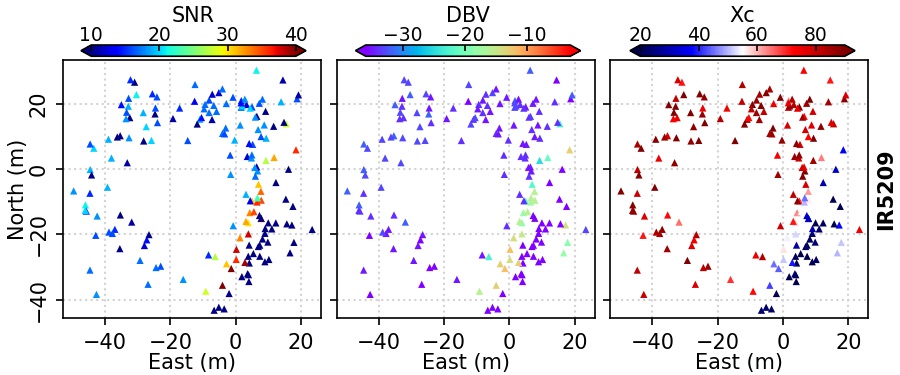 SNR DBV Xc
10 20 30 40 −30 −20 −10 20 40 60 80
20
0
−20
−40
North (m)
−40 −20 0 20 −40 −20 0 20 −40 −20 0 20
East (m) East (m) East (m)
IR5209